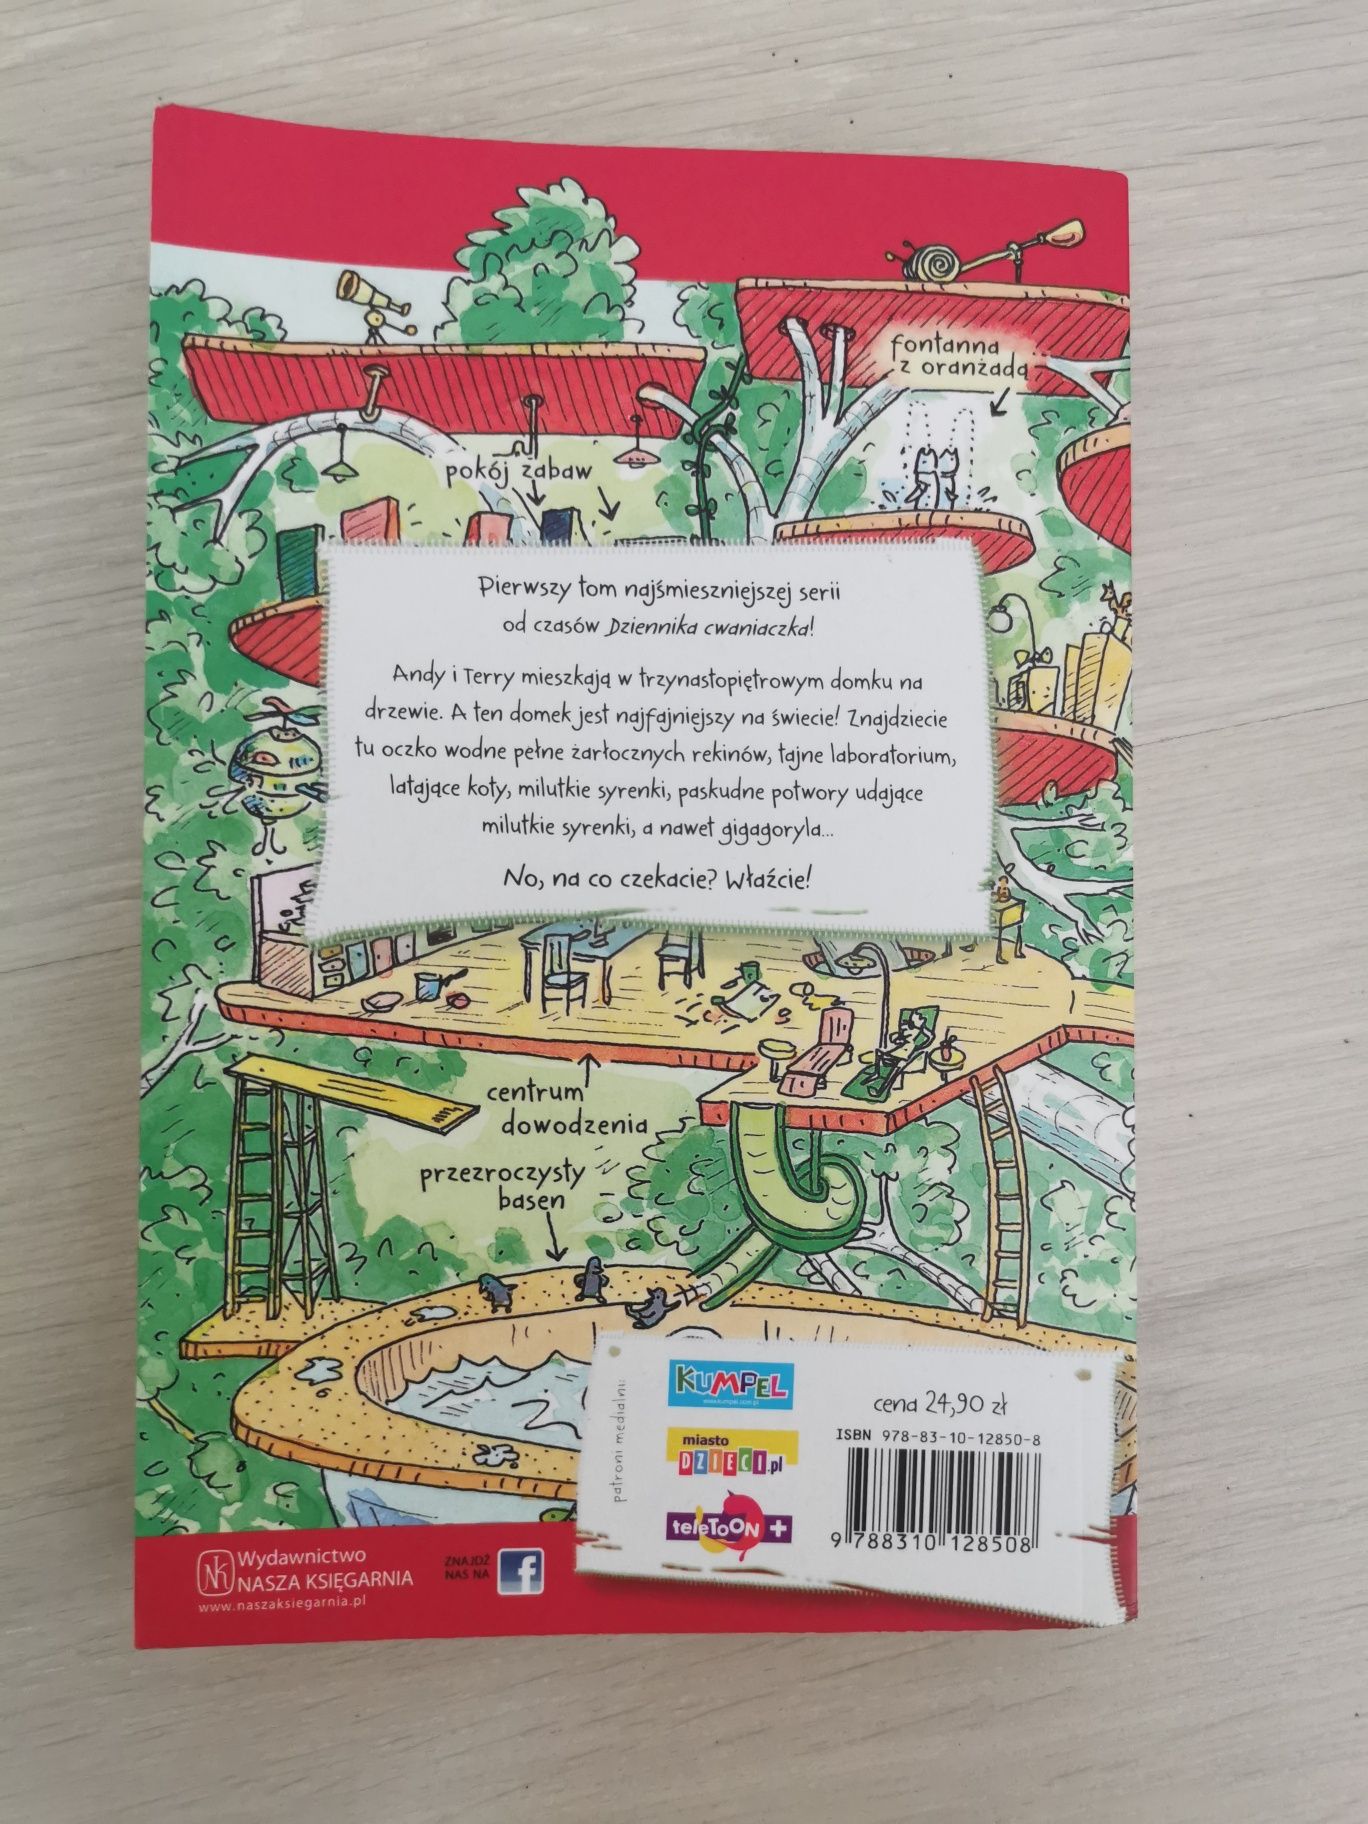 fontanna
z oranżadą
pokój zabaw
Pierwszy tom najśmieszniejszej serii
od czasów Dziennika cwaniaczka!
Andy i Terry mieszkają w trzynastopiętrowym domku na
drzewie. A ten domek jest najfajniejszy na świecie! Znajdziecie
tu oczko wodne pełne żarłocznych rekinów, tajne laboratorium,
latające koty, milutkie syrenki, paskudne potwory udające
milutkie syrenki, a nawet gigagoryla...
No, na co czekacie? Właźcie!
centrum
dowodzenia
przezroczysty
basen
patroni medialni:
KUMPEL
www.kumpel.com.pl
miasto
DZIECI.pl
teleTOON +
cena 24,90 zł
ISBN 978-83-10-12850-8
9 788310 128508
Wydawnictwo
NASZA KSIĘGARNIA
www.naszaksiegarnia.pl
ZNAJDŹ
NAS NA
f